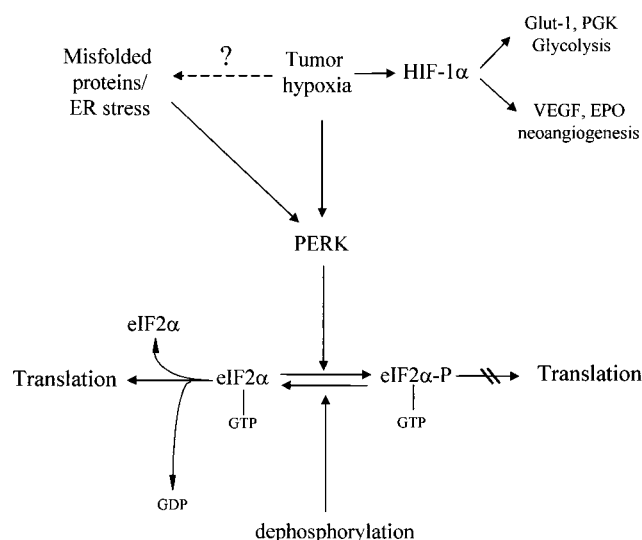 Glut-1, PGK
Glycolysis
?
Misfolded
proteins/
ER stress
Tumor
hypoxia
HIF-1α
VEGF, EPO
neoangiogenesis
PERK
eIF2α
Translation
eIF2α
GTP
eIF2α-P
GTP
Translation
GDP
dephosphorylation